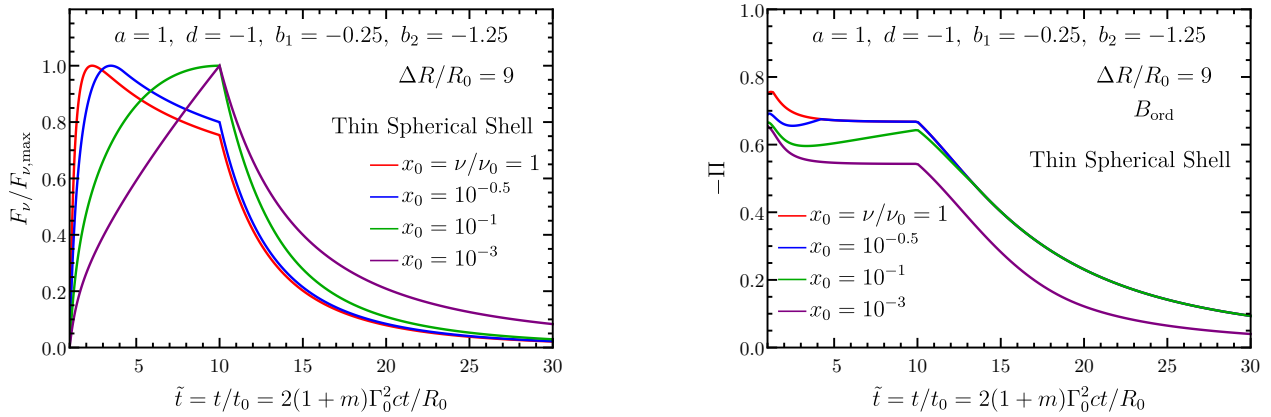 a = 1, d = −1, b₁ = −0.25, b₂ = −1.25
ΔR/R₀ = 9
Thin Spherical Shell
x₀ = ν/ν₀ = 1
x₀ = 10^{−0.5}
x₀ = 10^{−1}
x₀ = 10^{−3}
F_ν/F_{ν,max}
1.0
0.8
0.6
0.4
0.2
0.0
5 10 15 20 25 30
t̃ = t/t₀ = 2(1 + m)Γ₀²ct/R₀
a = 1, d = −1, b₁ = −0.25, b₂ = −1.25
ΔR/R₀ = 9
B_ord
Thin Spherical Shell
x₀ = ν/ν₀ = 1
x₀ = 10^{−0.5}
x₀ = 10^{−1}
x₀ = 10^{−3}
−Π
1.0
0.8
0.6
0.4
0.2
0.0
5 10 15 20 25 30
t̃ = t/t₀ = 2(1 + m)Γ₀²ct/R₀